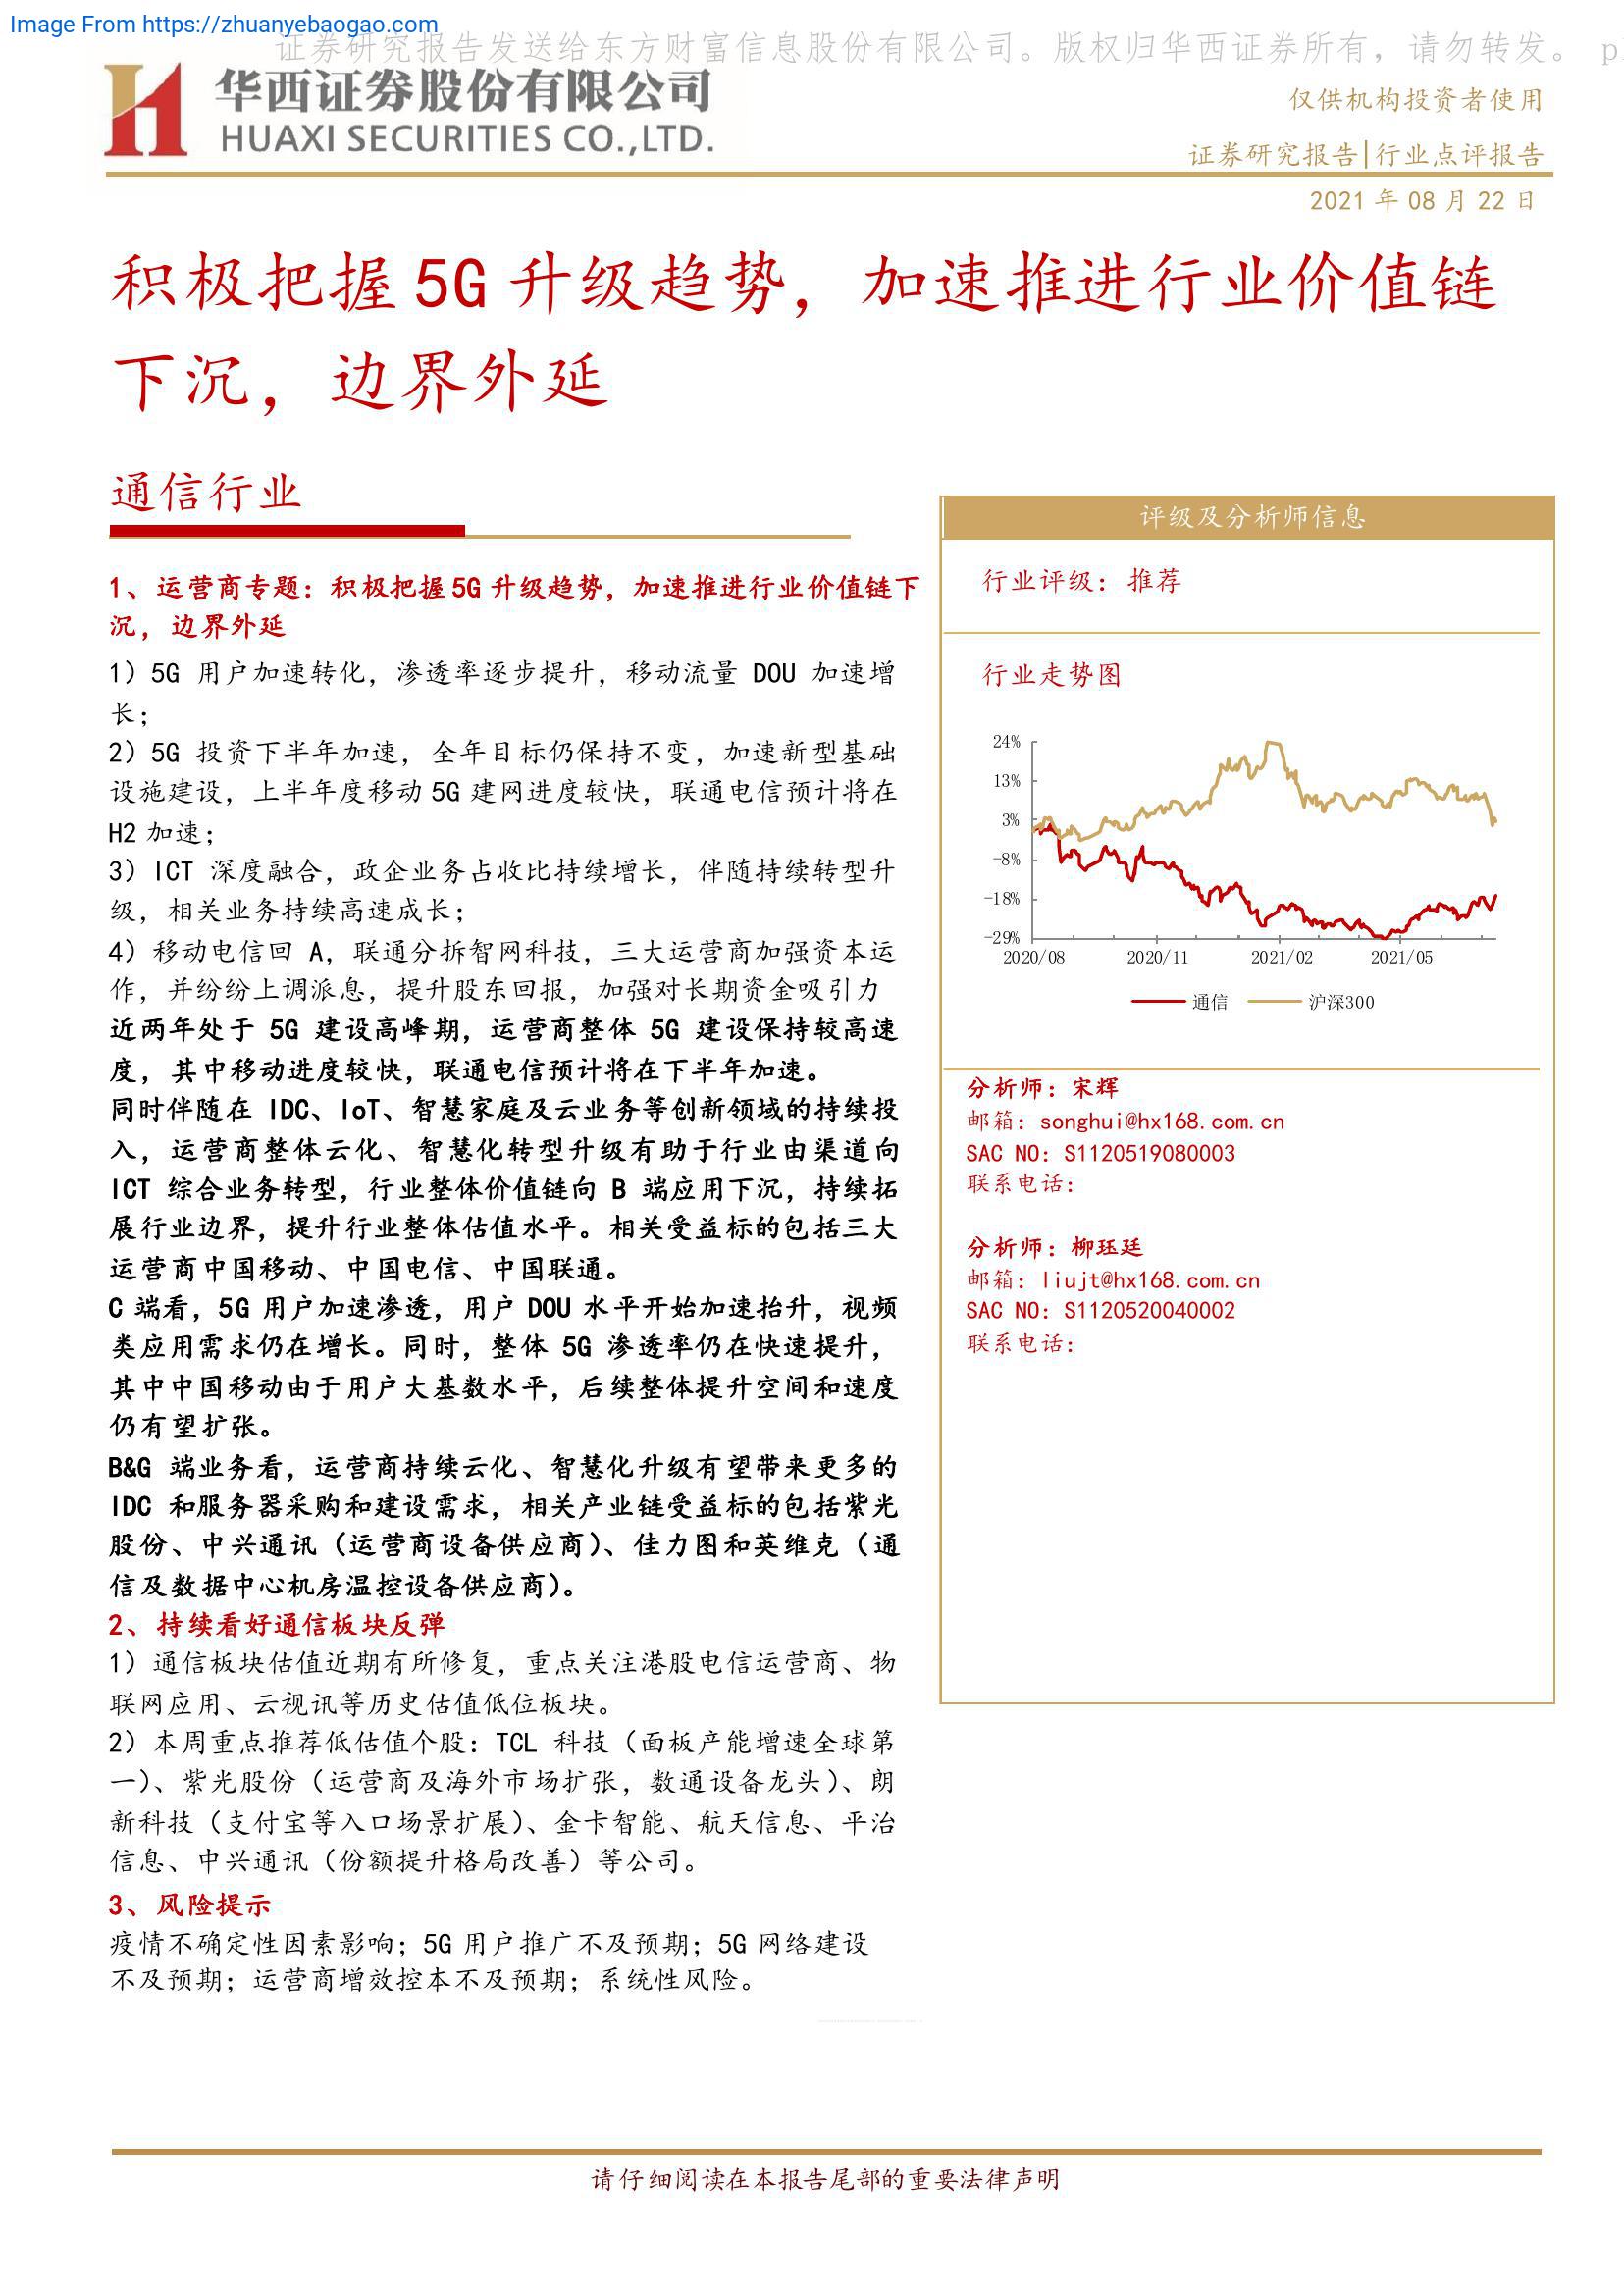 Image From https://zhuanyebaogao.com
证券研究报告发送给东方财富信息股份有限公司。版权归华西证券所有，请勿转发。 p
华西证券股份有限公司
HUAXI SECURITIES CO.,LTD.
仅供机构投资者使用
证券研究报告|行业点评报告
2021 年 08 月 22 日
积极把握 5G 升级趋势，加速推进行业价值链
下沉，边界外延
通信行业
1、运营商专题：积极把握 5G 升级趋势，加速推进行业价值链下
沉，边界外延
1）5G 用户加速转化，渗透率逐步提升，移动流量 DOU 加速增
长；
2）5G 投资下半年加速，全年目标仍保持不变，加速新型基础
设施建设，上半年度移动 5G 建网进度较快，联通电信预计将在
H2 加速；
3）ICT 深度融合，政企业务占收比持续增长，伴随持续转型升
级，相关业务持续高速成长；
4）移动电信回 A，联通分拆智网科技，三大运营商加强资本运
作，并纷纷上调派息，提升股东回报，加强对长期资金吸引力
近两年处于 5G 建设高峰期，运营商整体 5G 建设保持较高速
度，其中移动进度较快，联通电信预计将在下半年加速。
同时伴随在 IDC、IoT、智慧家庭及云业务等创新领域的持续投
入，运营商整体云化、智慧化转型升级有助于行业由渠道向
ICT 综合业务转型，行业整体价值链向 B 端应用下沉，持续拓
展行业边界，提升行业整体估值水平。相关受益标的包括三大
运营商中国移动、中国电信、中国联通。
C 端看，5G 用户加速渗透，用户 DOU 水平开始加速抬升，视频
类应用需求仍在增长。同时，整体 5G 渗透率仍在快速提升，
其中中国移动由于用户大基数水平，后续整体提升空间和速度
仍有望扩张。
B&G 端业务看，运营商持续云化、智慧化升级有望带来更多的
IDC 和服务器采购和建设需求，相关产业链受益标的包括紫光
股份、中兴通讯（运营商设备供应商）、佳力图和英维克（通
信及数据中心机房温控设备供应商）。
2、持续看好通信板块反弹
1）通信板块估值近期有所修复，重点关注港股电信运营商、物
联网应用、云视讯等历史估值低位板块。
2）本周重点推荐低估值个股：TCL 科技（面板产能增速全球第
一）、紫光股份（运营商及海外市场扩张，数通设备龙头）、朗
新科技（支付宝等入口场景扩展）、金卡智能、航天信息、平治
信息、中兴通讯（份额提升格局改善）等公司。
3、风险提示
疫情不确定性因素影响；5G 用户推广不及预期；5G 网络建设
不及预期；运营商增效控本不及预期；系统性风险。
评级及分析师信息
行业评级：推荐
行业走势图
24%
13%
3%
-8%
-18%
-29%
2020/08 2020/11 2021/02 2021/05
通信 沪深300
分析师：宋辉
邮箱：songhui@hx168.com.cn
SAC NO：S1120519080003
联系电话：
分析师：柳珏廷
邮箱：liujt@hx168.com.cn
SAC NO：S1120520040002
联系电话：
请仔细阅读在本报告尾部的重要法律声明